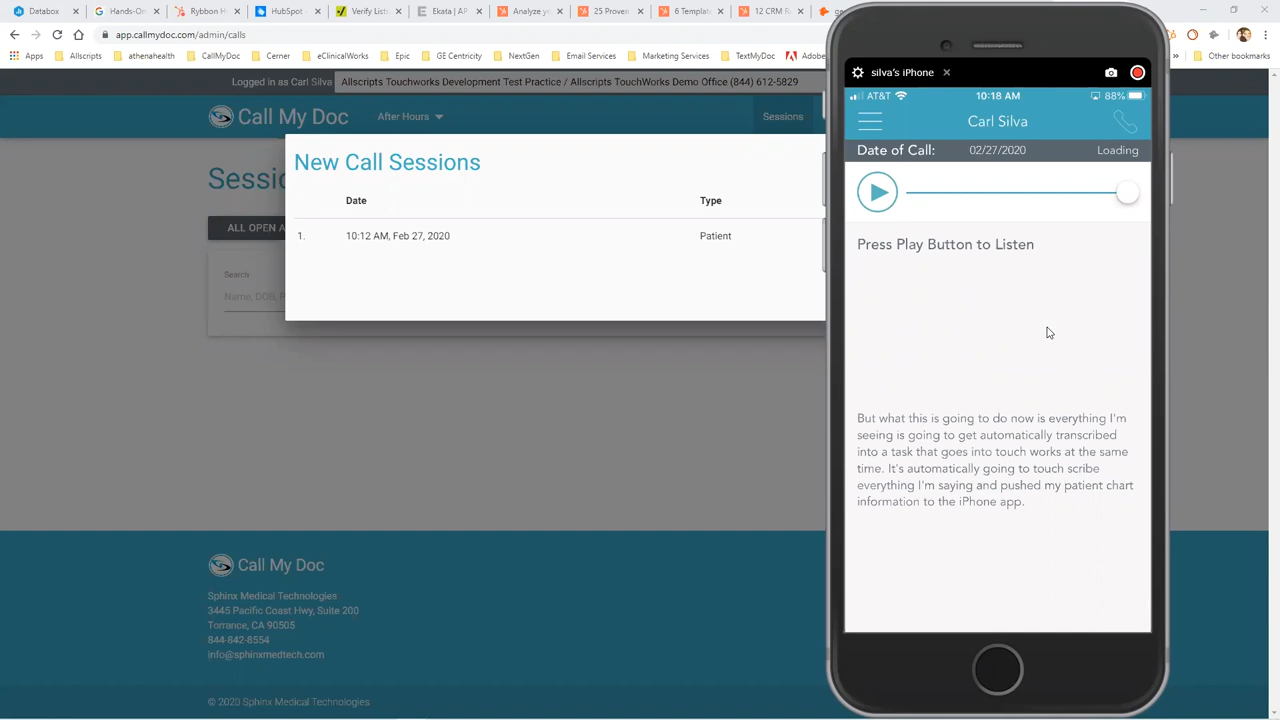 Databox
Hands-On
Rybbon H
HubSpot
Verify Lis
Ekata | AP
Analyze yo
25 Proven
6 Templat
12 CRM R
app.callmydoc.com/admin/calls
Apps
Allscripts
athenahealth
CallMyDoc
eClinicalWorks
Epic
GE Centricity
NextGen
Email Services
Marketing Services
TextMyDoc
Other bookmarks
Logged in as Carl Silva
Allscripts TouchworksDevelopment Test Practice / Allscripts TouchWorks Demo Office (844) 612-5829
Call My Doc
After Hours
Sessions
New Call Sessions
Date
Type
1.
10:12 AM, Feb 27, 2020
Patient
ALL OPEN
Search
Name, DOB,
silva's iPhone
AT&T
10:18 AM
88%
Carl Silva
Date of Call:
02/27/2020
Loading
Press Play Button to Listen
But what this is going to do now is everything I'm
seeing is going to get automatically transcribed
into a task that goes into touch works at the same
time. It's automatically going to touch scribe
everything I'm saying and pushed my patient chart
information to the iPhone app.
Call My Doc
Sphinx Medical Technologies
3445 Pacific Coast Hwy, Suite 200
Torrance, CA 90505
844-842-8554
info@sphinxmedtech.com
© 2020 Sphinx Medical Technologies